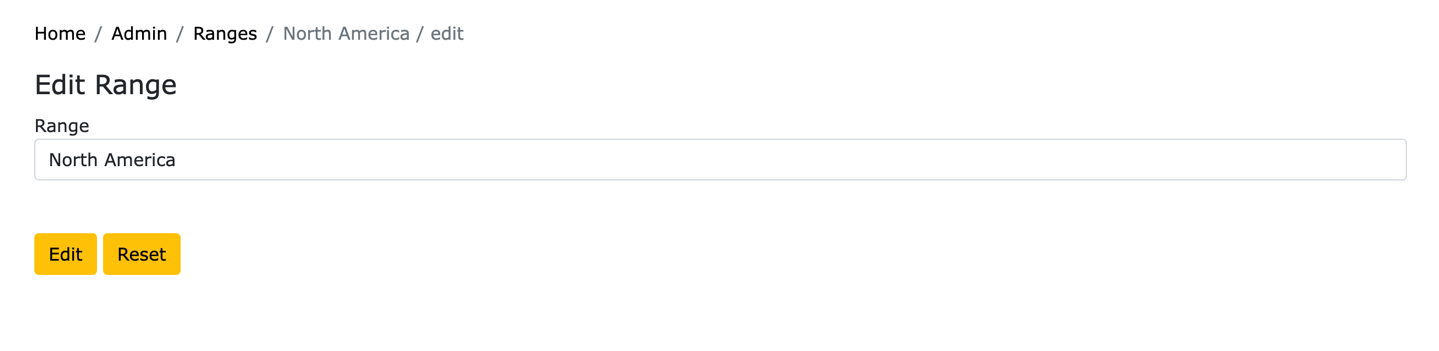 Home / Admin / Ranges / North America / edit
Edit Range
Range
North America
Edit Reset